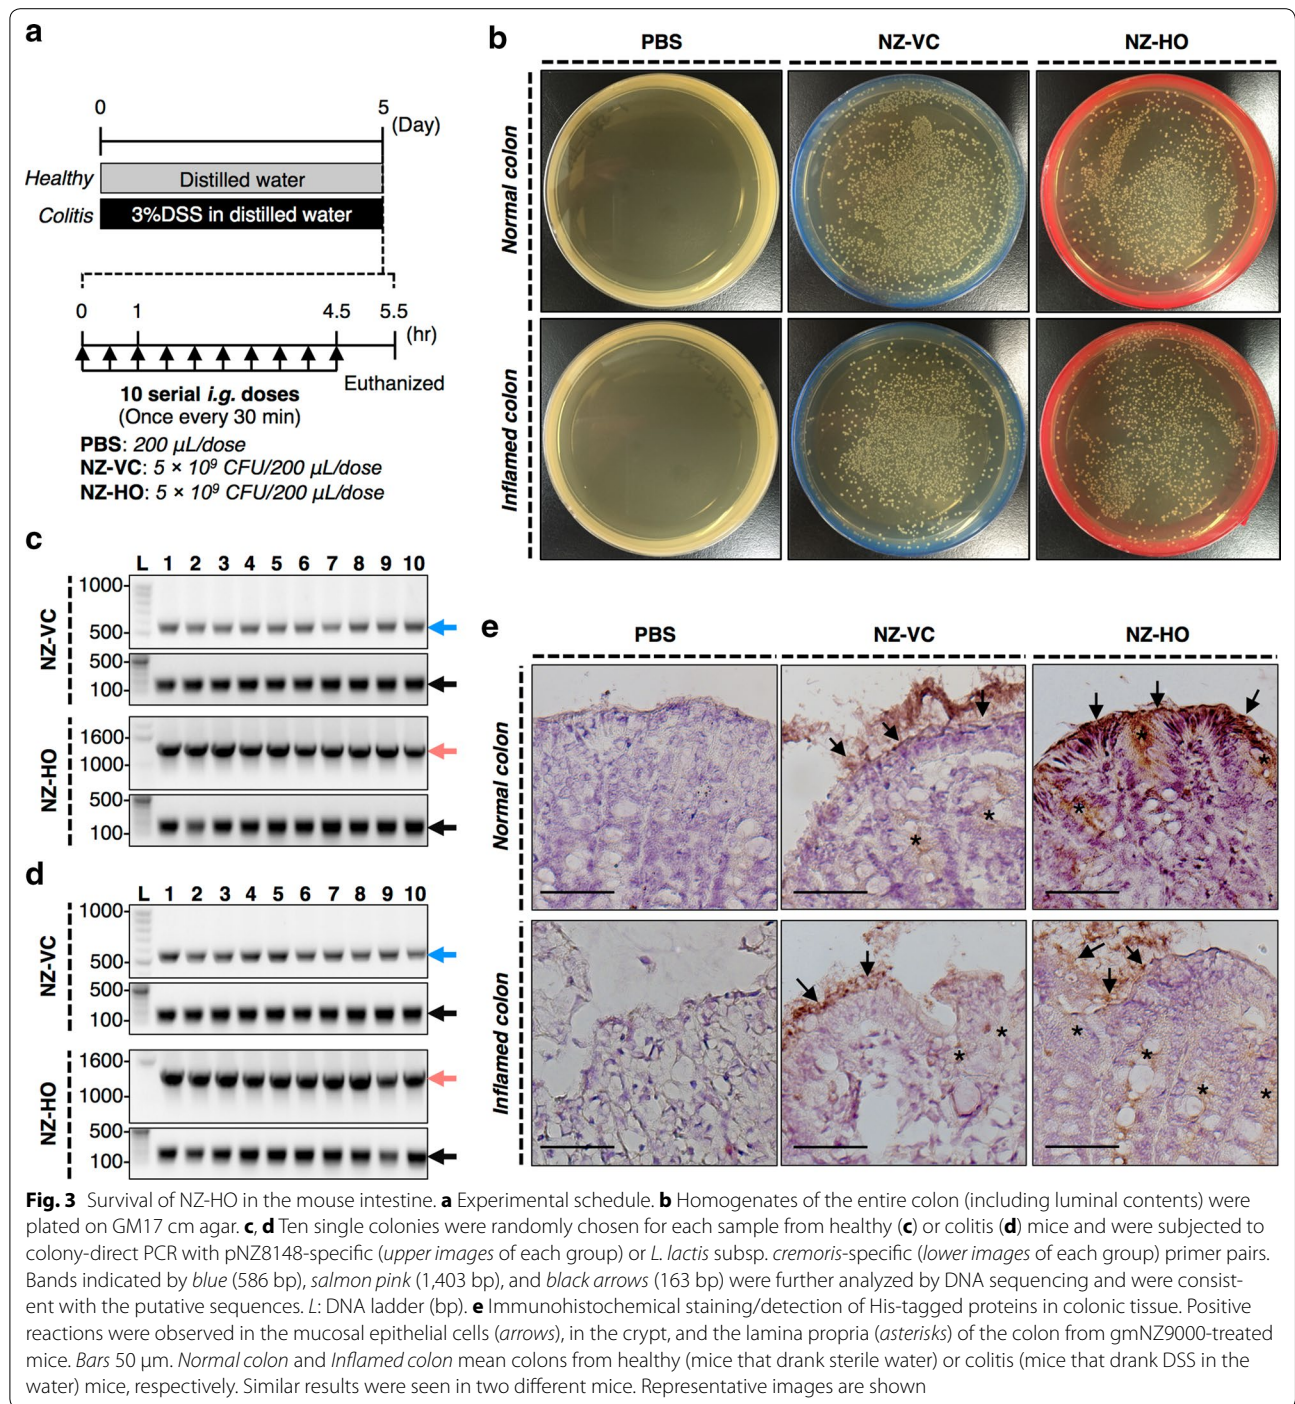 a
0 5
(Day)
Healthy Distilled water
Colitis 3%DSS in distilled water
0 1 4.5 5.5
(hr)
Euthanized
10 serial i.g. doses
(Once every 30 min)
PBS: 200 µL/dose
NZ-VC: 5 × 10⁹ CFU/200 µL/dose
NZ-HO: 5 × 10⁹ CFU/200 µL/dose
b
PBS NZ-VC NZ-HO
Normal colon
Inflamed colon
c
L 1 2 3 4 5 6 7 8 9 10
NZ-VC
1000-
500-
500-
100-
NZ-HO
1600-
1000-
500-
100-
d
L 1 2 3 4 5 6 7 8 9 10
NZ-VC
1000-
500-
500-
100-
NZ-HO
1600-
1000-
500-
100-
e
PBS NZ-VC NZ-HO
Normal colon
* * * * *
Inflamed colon
* * * * * *
Fig. 3 Survival of NZ-HO in the mouse intestine. a Experimental schedule. b Homogenates of the entire colon (including luminal contents) were
plated on GM17 cm agar. c, d Ten single colonies were randomly chosen for each sample from healthy (c) or colitis (d) mice and were subjected to
colony-direct PCR with pNZ8148-specific (upper images of each group) or L. lactis subsp. cremoris-specific (lower images of each group) primer pairs.
Bands indicated by blue (586 bp), salmon pink (1,403 bp), and black arrows (163 bp) were further analyzed by DNA sequencing and were consist-
ent with the putative sequences. L: DNA ladder (bp). e Immunohistochemical staining/detection of His-tagged proteins in colonic tissue. Positive
reactions were observed in the mucosal epithelial cells (arrows), in the crypt, and the lamina propria (asterisks) of the colon from gmNZ9000-treated
mice. Bars 50 µm. Normal colon and Inflamed colon mean colons from healthy (mice that drank sterile water) or colitis (mice that drank DSS in the
water) mice, respectively. Similar results were seen in two different mice. Representative images are shown